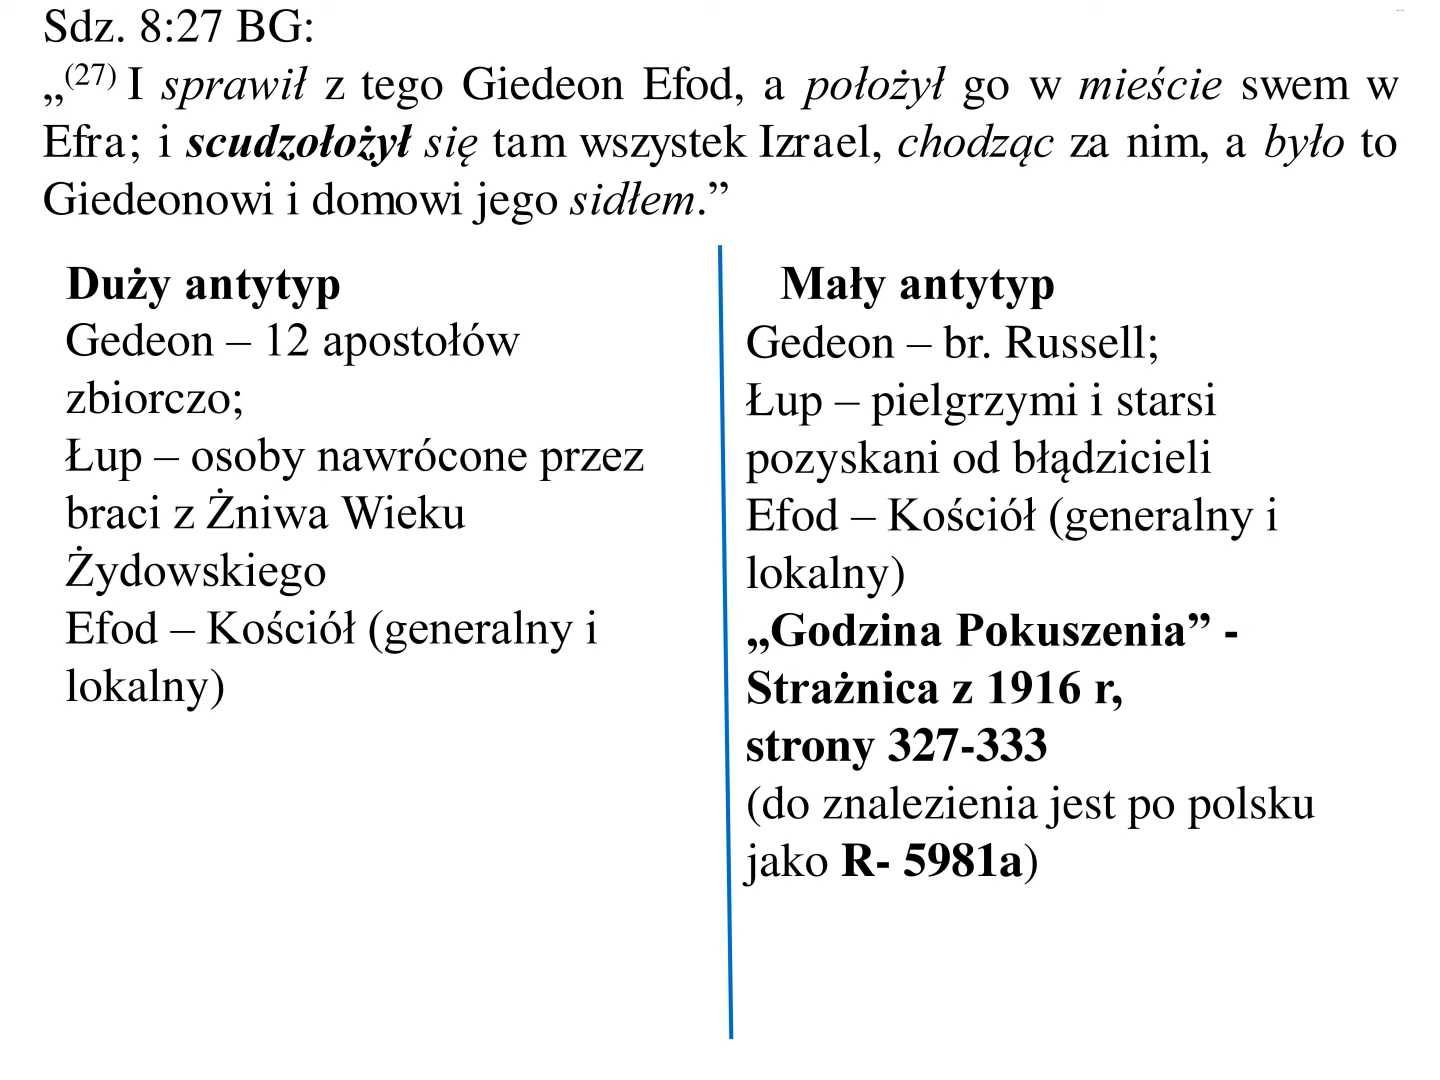 Sdz. 8:27 BG:
„(27) I sprawił z tego Giedeon Efod, a położył go w mieście swem w
Efra; i scudzołożył się tam wszystek Izrael, chodząc za nim, a było to
Giedeonowi i domowi jego sidłem.”
Duży antytyp
Gedeon – 12 apostołów
zbiorczo;
Łup – osoby nawrócone przez
braci z Żniwa Wieku
Żydowskiego
Efod – Kościół (generalny i
lokalny)
Mały antytyp
Gedeon – br. Russell;
Łup – pielgrzymi i starsi
pozyskani od błądzicieli
Efod – Kościół (generalny i
lokalny)
„Godzina Pokuszenia” -
Strażnica z 1916 r,
strony 327-333
(do znalezienia jest po polsku
jako R- 5981a)